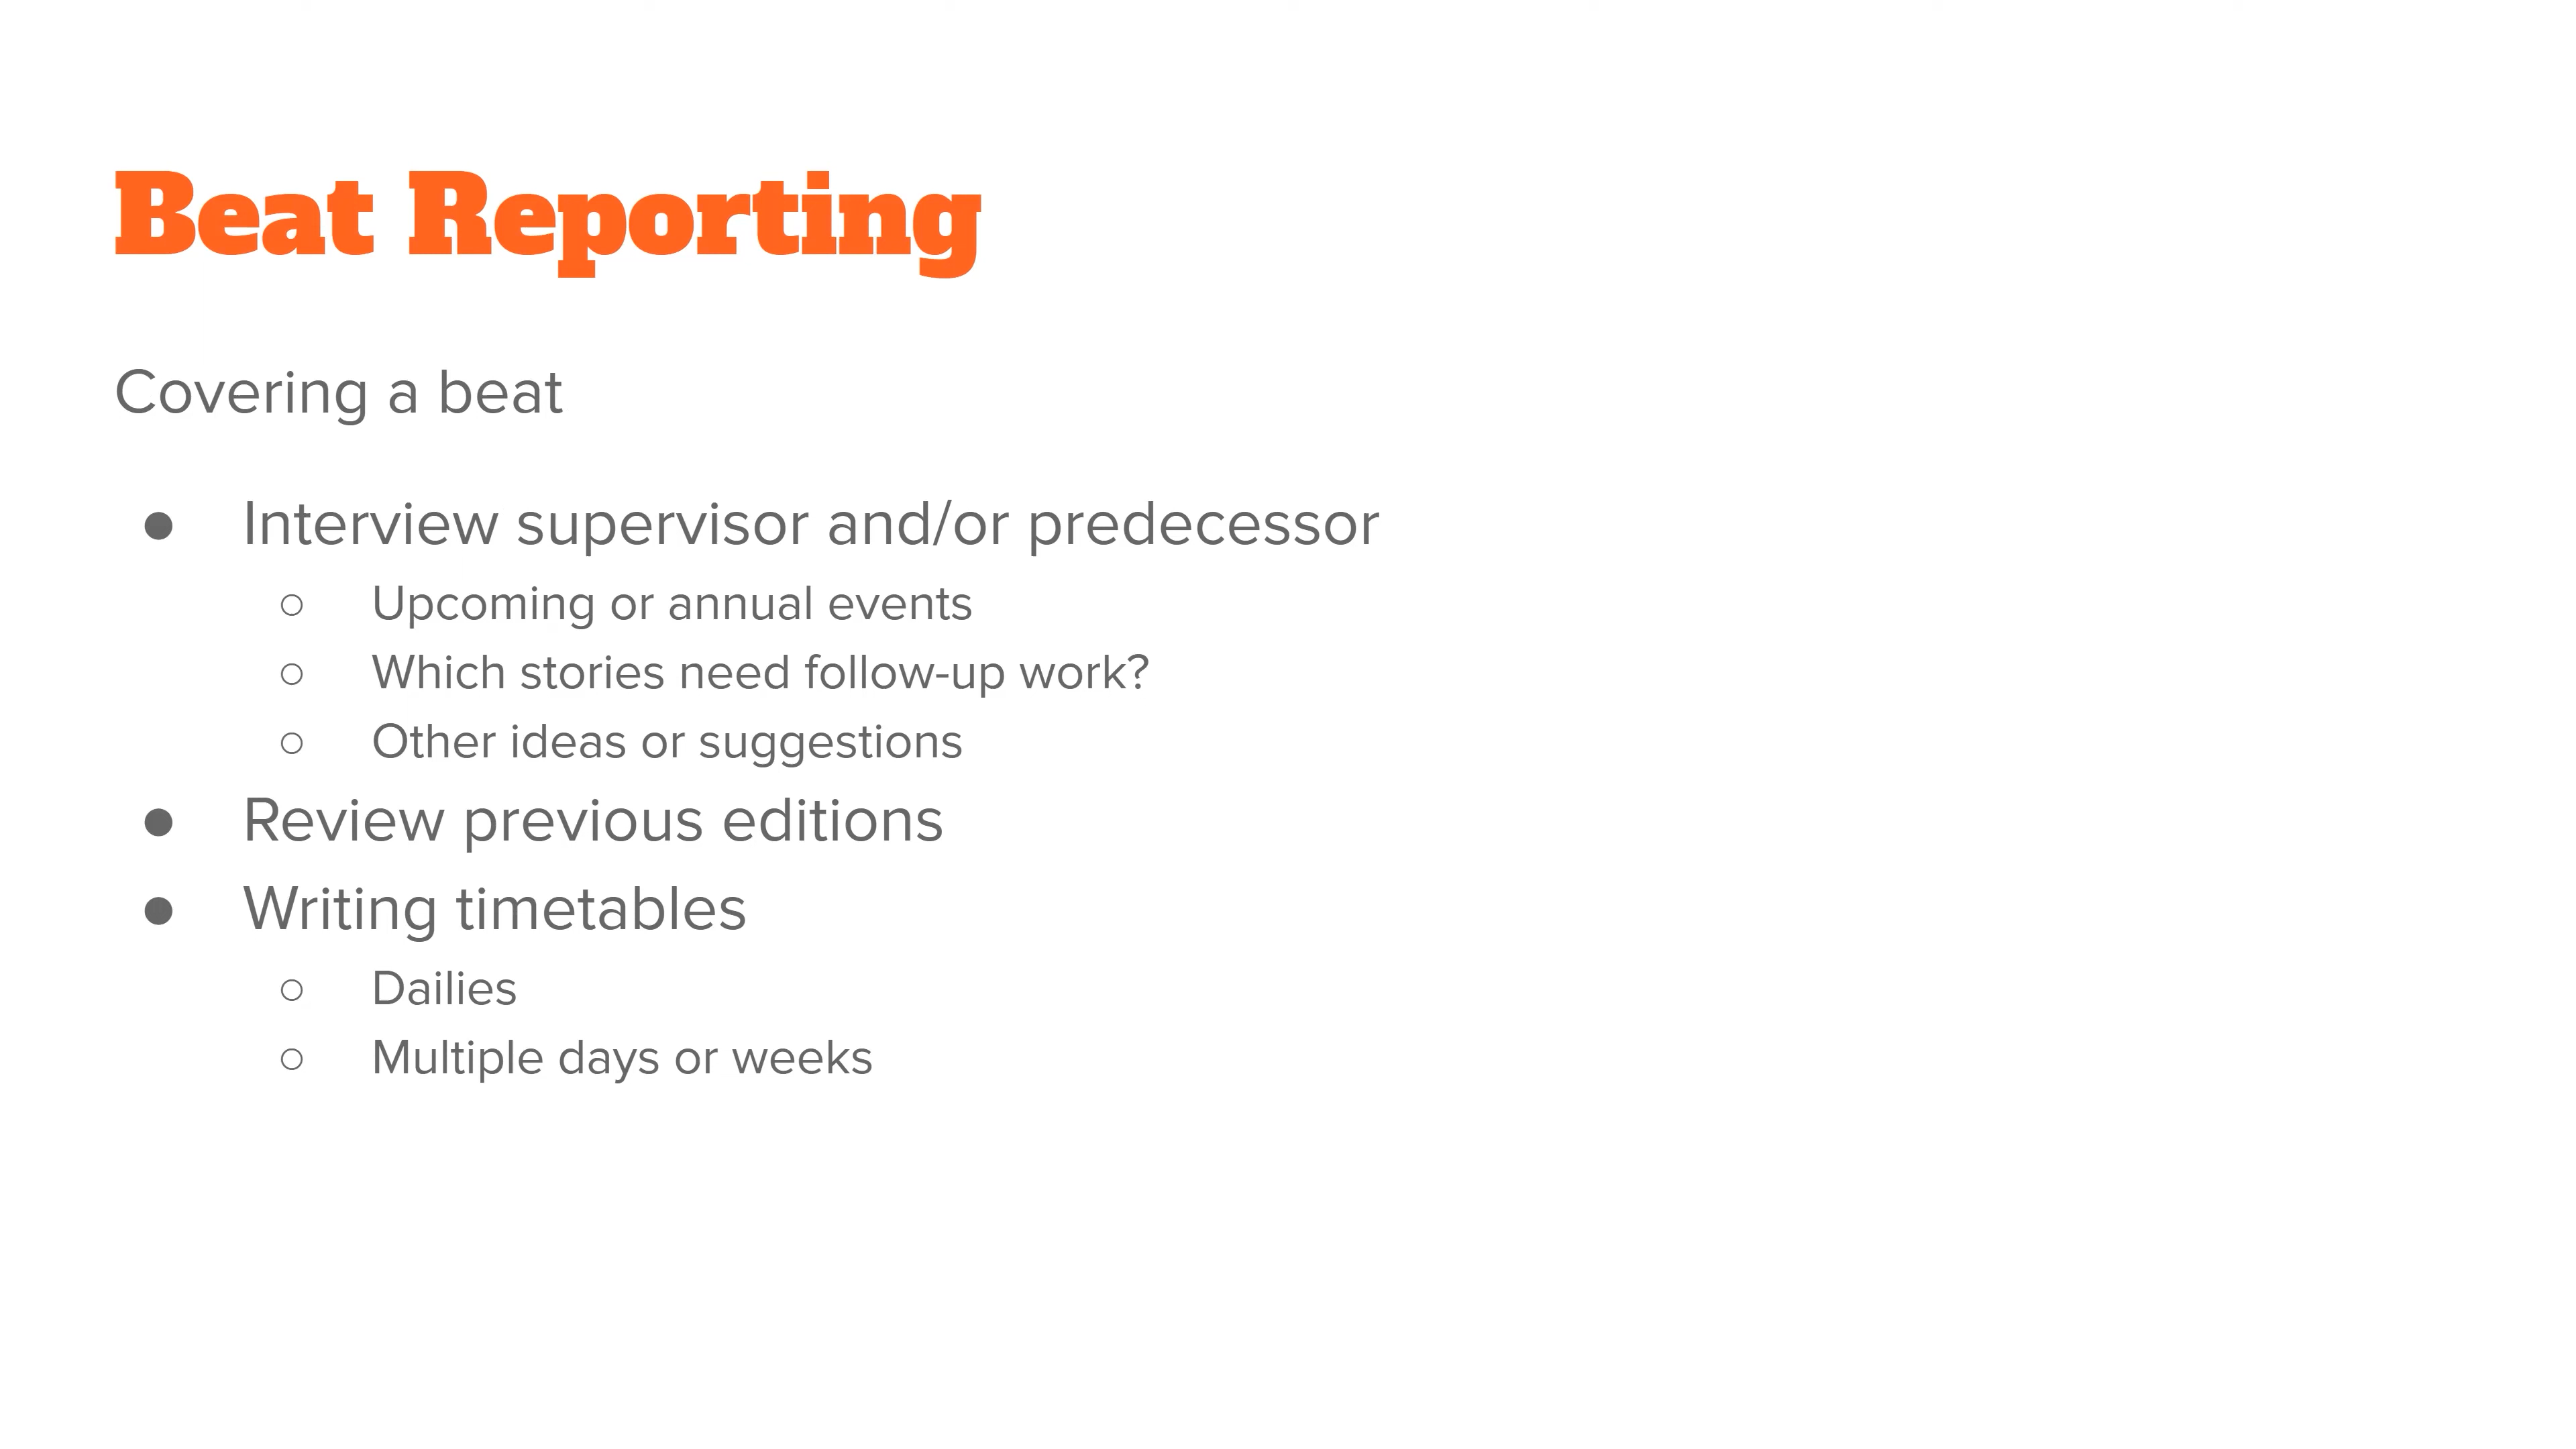 Beat Reporting
Covering a beat
● Interview supervisor and/or predecessor
○ Upcoming or annual events
○ Which stories need follow-up work?
○ Other ideas or suggestions
● Review previous editions
● Writing timetables
○ Dailies
○ Multiple days or weeks